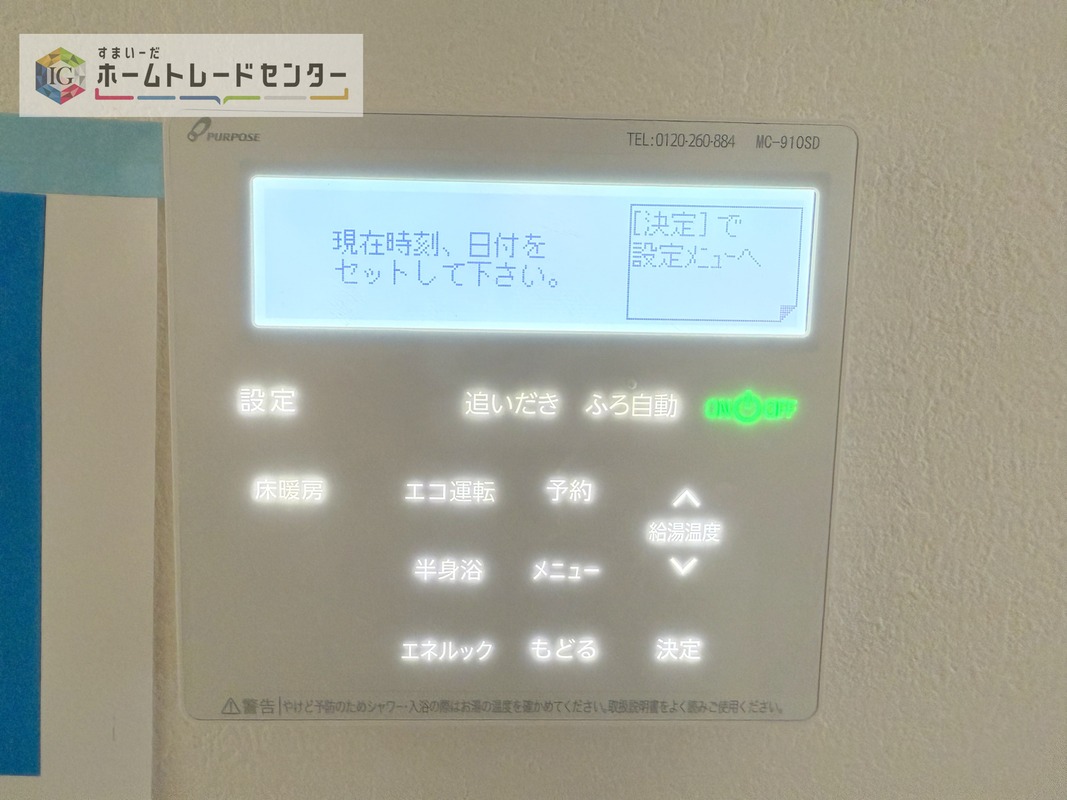 すまいーだ
IG
ホームトレードセンター
PURPOSE
TEL:0120-260-884 MC-910SD
現在時刻、日付を
セットして下さい。
[決定]で
設定メニューへ
設定 追いだき ふろ自動
床暖房 エコ運転 予約
給湯温度
半身浴 メニュー
エネルック もどる 決定
警告 やけど予防のためシャワー・入浴の際はお湯の温度を確かめてください。取扱説明書をよく読みご使用ください。